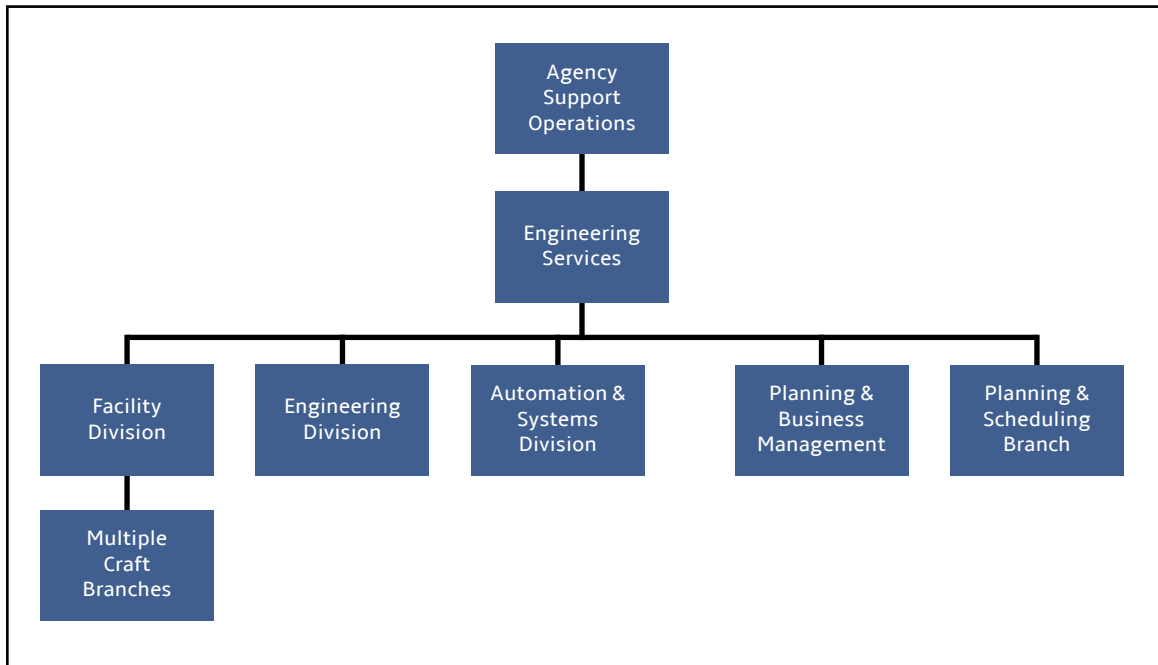 Agency
Support
Operations
Engineering
Services
Facility
Division
Engineering
Division
Automation &
Systems
Division
Planning &
Business
Management
Planning &
Scheduling
Branch
Multiple
Craft
Branches